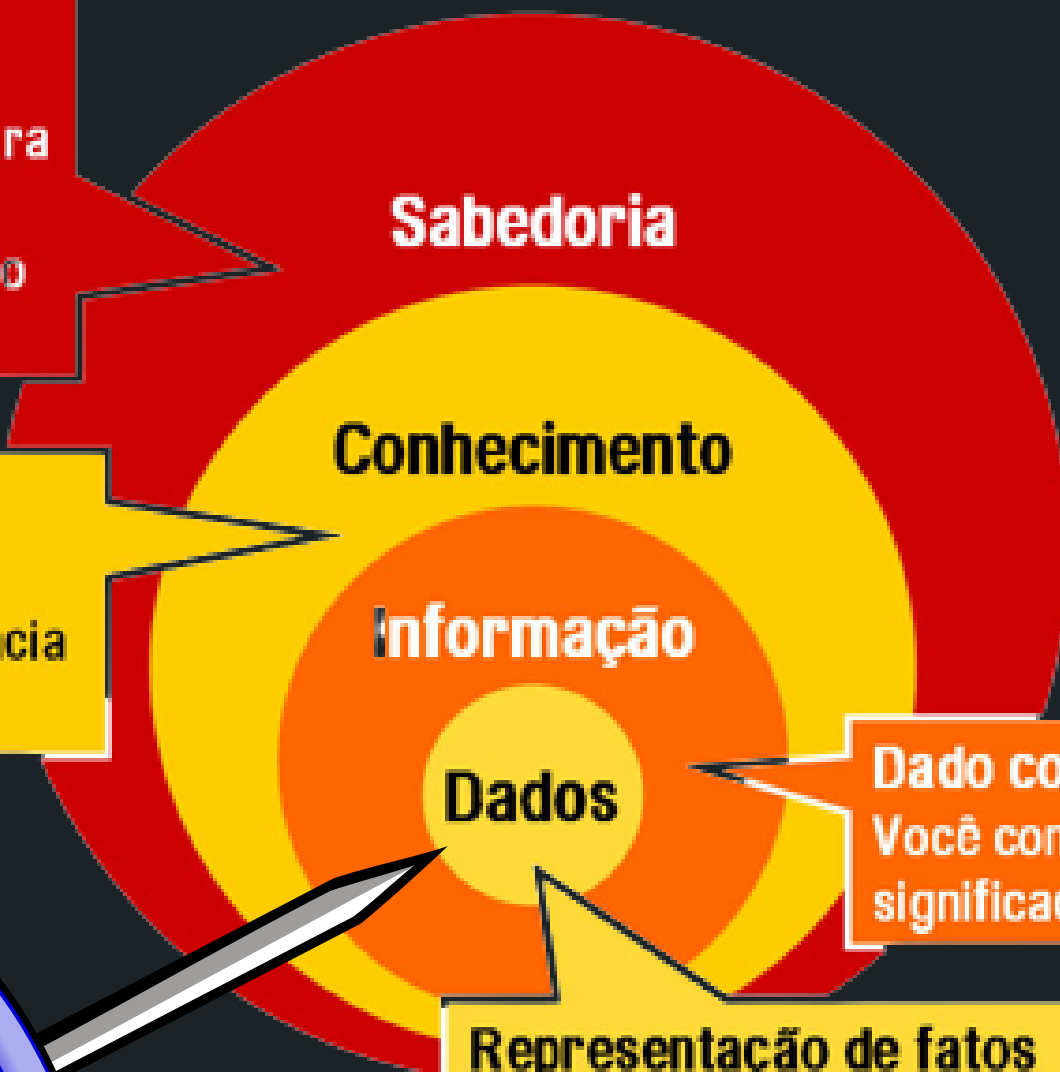 ra
Sabedoria
o
Conhecimento
Informação
cia
Dados
Dado co
Você con
significad
Representação de fatos